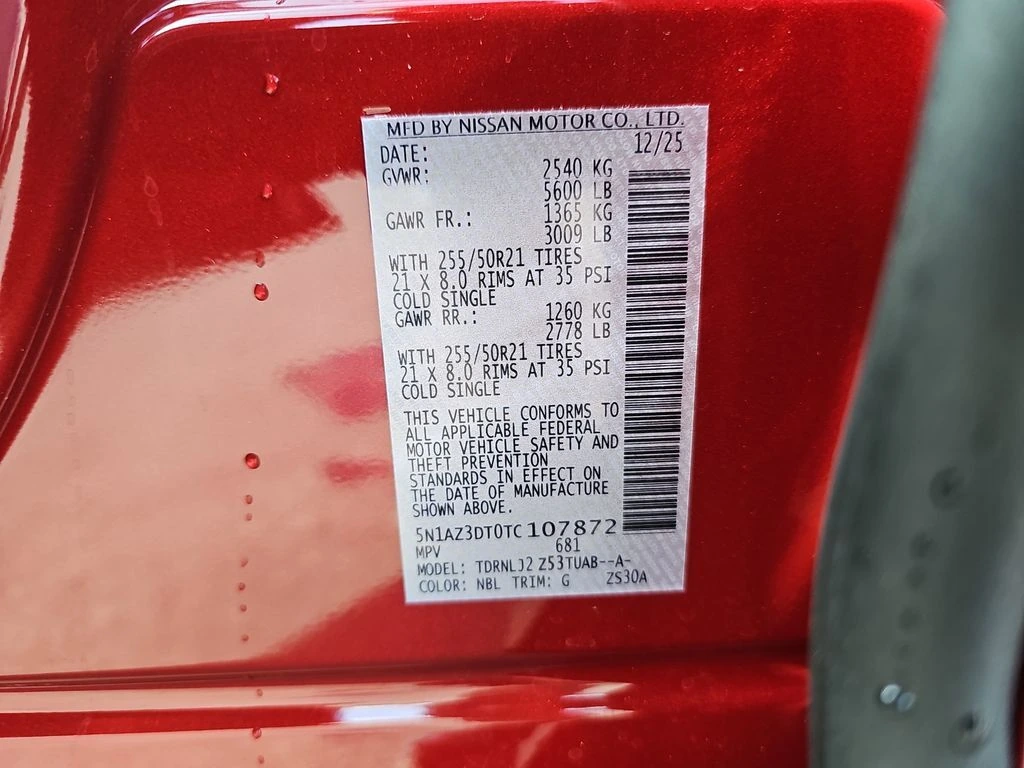 MFD BY NISSAN MOTOR CO., LTD.
DATE: 12/25
GVWR: 2540 KG
5600 LB
GAWR FR.: 1365 KG
3009 LB
WITH 255/50R21 TIRES
21 X 8.0 RIMS AT 35 PSI
COLD SINGLE
GAWR RR.: 1260 KG
2778 LB
WITH 255/50R21 TIRES
21 X 8.0 RIMS AT 35 PSI
COLD SINGLE
THIS VEHICLE CONFORMS TO
ALL APPLICABLE FEDERAL
MOTOR VEHICLE SAFETY AND
THEFT PREVENTION
STANDARDS IN EFFECT ON
THE DATE OF MANUFACTURE
SHOWN ABOVE.
5N1AZ3DT0TC107872
MPV 681
MODEL: TDRNLJ2 Z53TUAB--A-
COLOR: NBL TRIM: G ZS30A